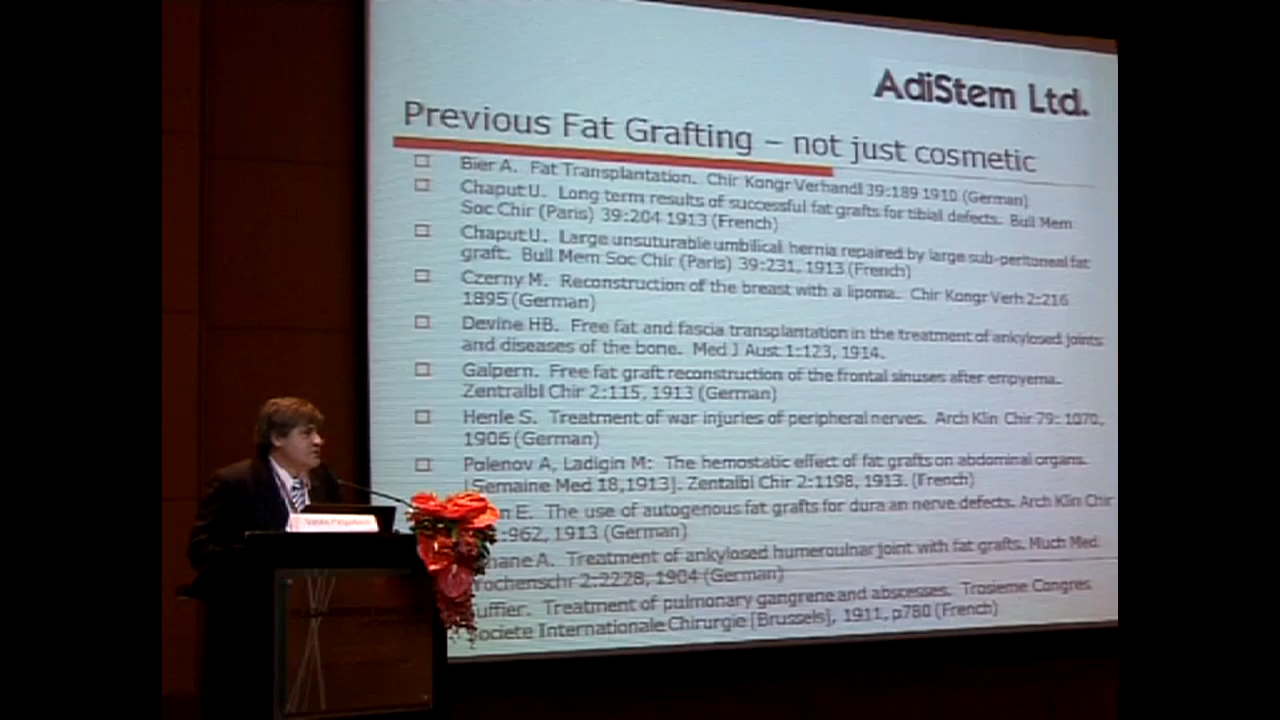 AdiStem Ltd.
Previous Fat Grafting – not just cosmetic
Bier A. Fat Transplantation. Chir Kongr Verhandl 39:189 1910 (German)
Chaput U. Long term results of successful fat grafts for tibial defects. Bull Mem
Soc Chir (Paris) 39:204 1913 (French)
Chaput U. Large unsuturable umbilical hernia repaired by large sub-peritoneal fat
graft. Bull Mem Soc Chir (Paris) 39:231, 1913 (French)
Czerny M. Reconstruction of the breast with a lipoma. Chir Kongr Verh 2:216
1895 (German)
Devine HB. Free fat and fascia transplantation in the treatment of ankylosed joints
and diseases of the bone. Med J Aust 1:123, 1914.
Galpern. Free fat graft reconstruction of the frontal sinuses after empyema.
Zentralbl Chir 2:115, 1913 (German)
Henle S. Treatment of war injuries of peripheral nerves. Arch Klin Chir 79: 1070,
1906 (German)
Polenov A, Ladigin M: The hemostatic effect of fat grafts on abdominal organs.
[Semaine Med 18,1913]. Zentalbl Chir 2:1198, 1913. (French)
n E. The use of autogenous fat grafts for dura an nerve defects. Arch Klin Chir
:962, 1913 (German)
hane A. Treatment of ankylosed humeroulnar joint with fat grafts. Much Med
ochenschr 2:2228, 1904 (German)
uffier. Treatment of pulmonary gangrene and abscesses. Trosieme Congres
Societe Internationale Chirurgie [Brussels], 1911, p780 (French)